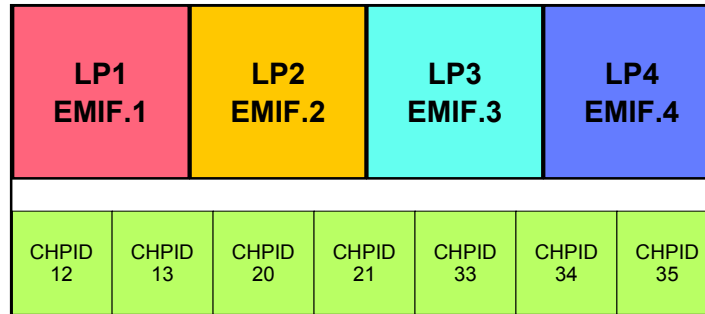 LP1
EMIF.1
LP2
EMIF.2
LP3
EMIF.3
LP4
EMIF.4
CHPID
12
CHPID
13
CHPID
20
CHPID
21
CHPID
33
CHPID
34
CHPID
35